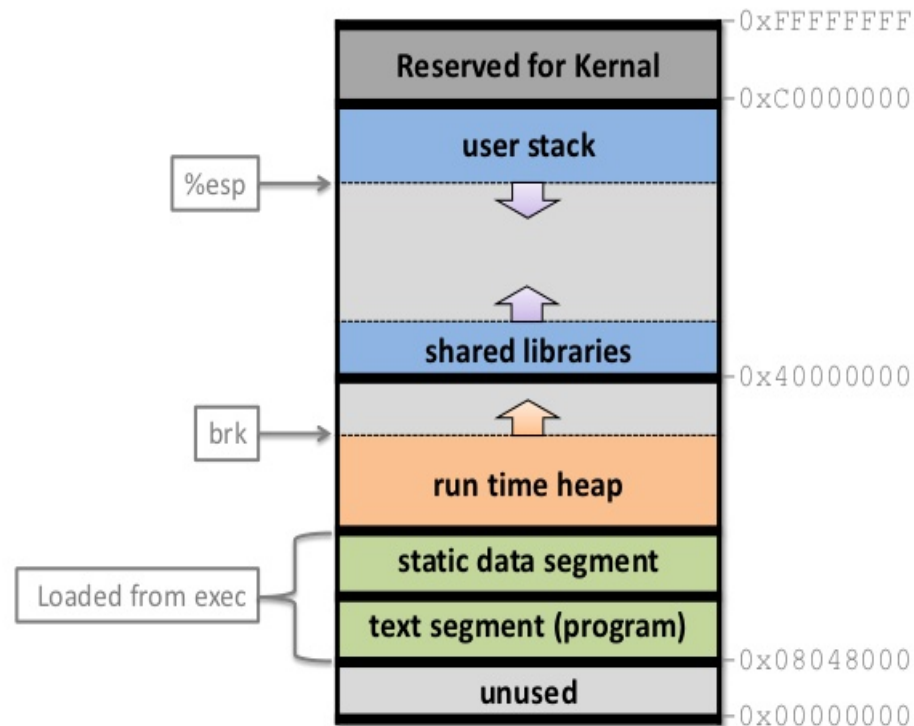 0xFFFFFFFF
Reserved for Kernal
0xC0000000
user stack
%esp
shared libraries
0x40000000
brk
run time heap
static data segment
Loaded from exec
text segment (program)
0x08048000
unused
0x00000000